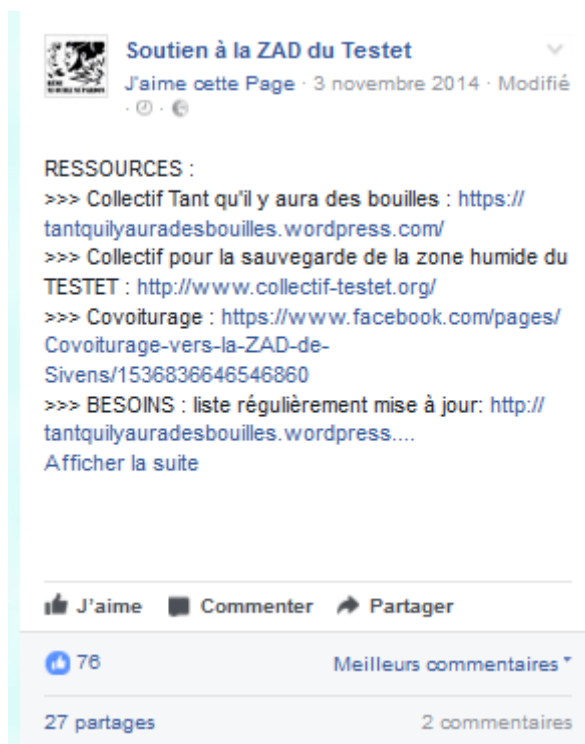 Soutien à la ZAD du Testet
J'aime cette Page · 3 novembre 2014 · Modifié
RESSOURCES :
>>> Collectif Tant qu'il y aura des bouilles : https://
tantquilyauradesbouilles.wordpress.com/
>>> Collectif pour la sauvegarde de la zone humide du
TESTET : http://www.collectif-testet.org/
>>> Covoiturage : https://www.facebook.com/pages/
Covoiturage-vers-la-ZAD-de-
Sivens/1536836646546860
>>> BESOINS : liste régulièrement mise à jour: http://
tantquilyauradesbouilles.wordpress....
Afficher la suite
J'aime Commenter Partager
76 Meilleurs commentaires
27 partages 2 commentaires